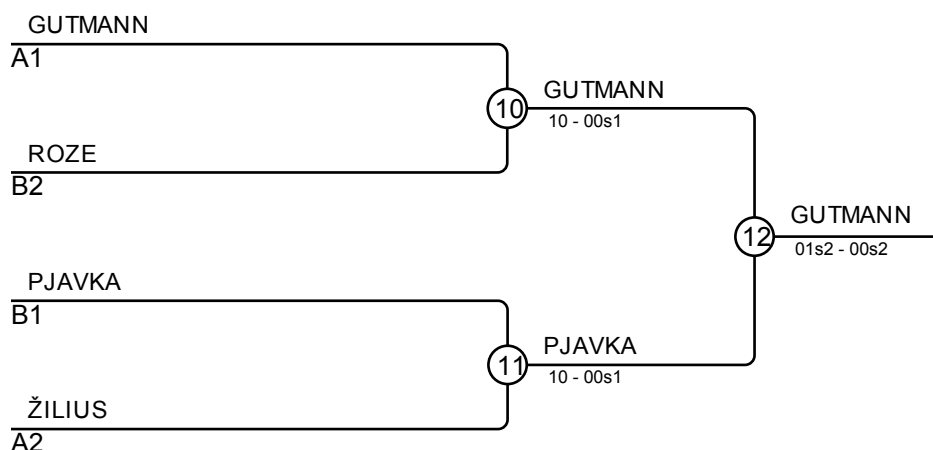 GUTMANN
A1
10
GUTMANN
10 - 00s1
ROZE
B2
12
GUTMANN
01s2 - 00s2
PJAVKA
B1
11
PJAVKA
10 - 00s1
ŽILIUS
A2